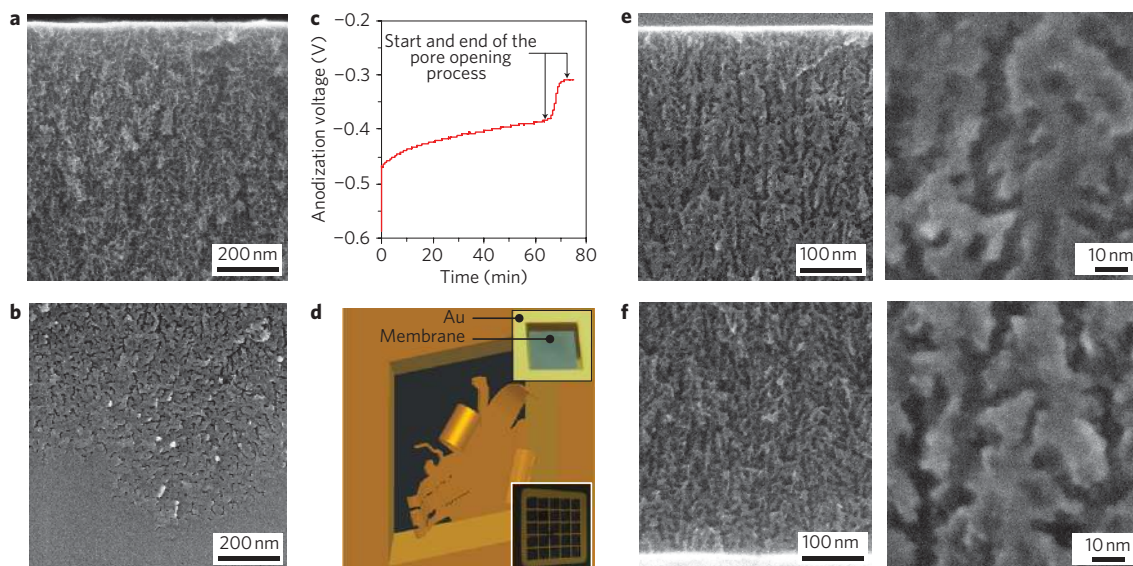 a
200 nm
b
200 nm
c
Anodization voltage (V)
−0.2
−0.3
−0.4
−0.5
−0.6
Start and end of the
pore opening
process
0
20
40
60
80
Time (min)
d
Au
Membrane
e
100 nm
10 nm
f
100 nm
10 nm